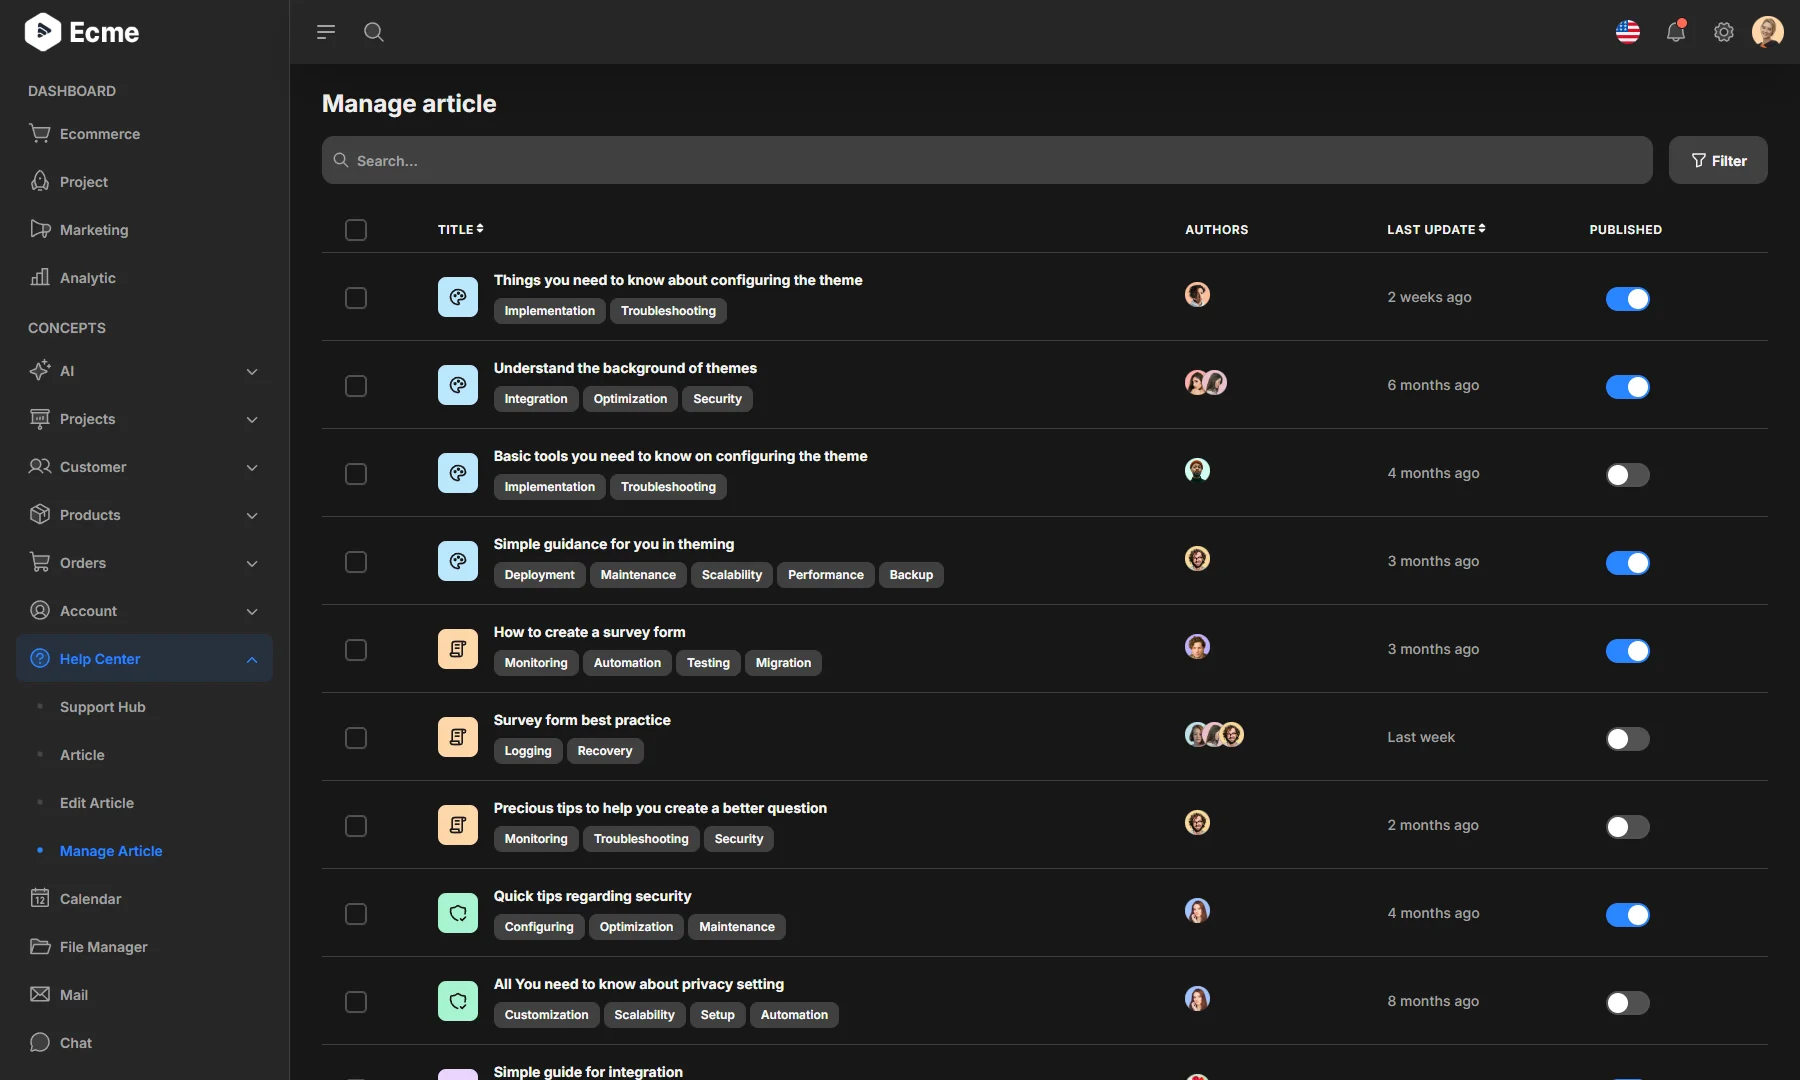 Ecme
DASHBOARD
Ecommerce
Project
Marketing
Analytic
CONCEPTS
AI
Projects
Customer
Products
Orders
Account
Help Center
Support Hub
Article
Edit Article
Manage Article
12
Calendar
File Manager
Mail
Chat
Manage article
Search...
Filter
TITLE AUTHORS LAST UPDATE PUBLISHED
Things you need to know about configuring the theme
Implementation Troubleshooting
2 weeks ago
Understand the background of themes
Integration Optimization Security
6 months ago
Basic tools you need to know on configuring the theme
Implementation Troubleshooting
4 months ago
Simple guidance for you in theming
Deployment Maintenance Scalability Performance Backup
3 months ago
How to create a survey form
Monitoring Automation Testing Migration
3 months ago
Survey form best practice
Logging Recovery
Last week
Precious tips to help you create a better question
Monitoring Troubleshooting Security
2 months ago
Quick tips regarding security
Configuring Optimization Maintenance
4 months ago
All You need to know about privacy setting
Customization Scalability Setup Automation
8 months ago
Simple guide for integration